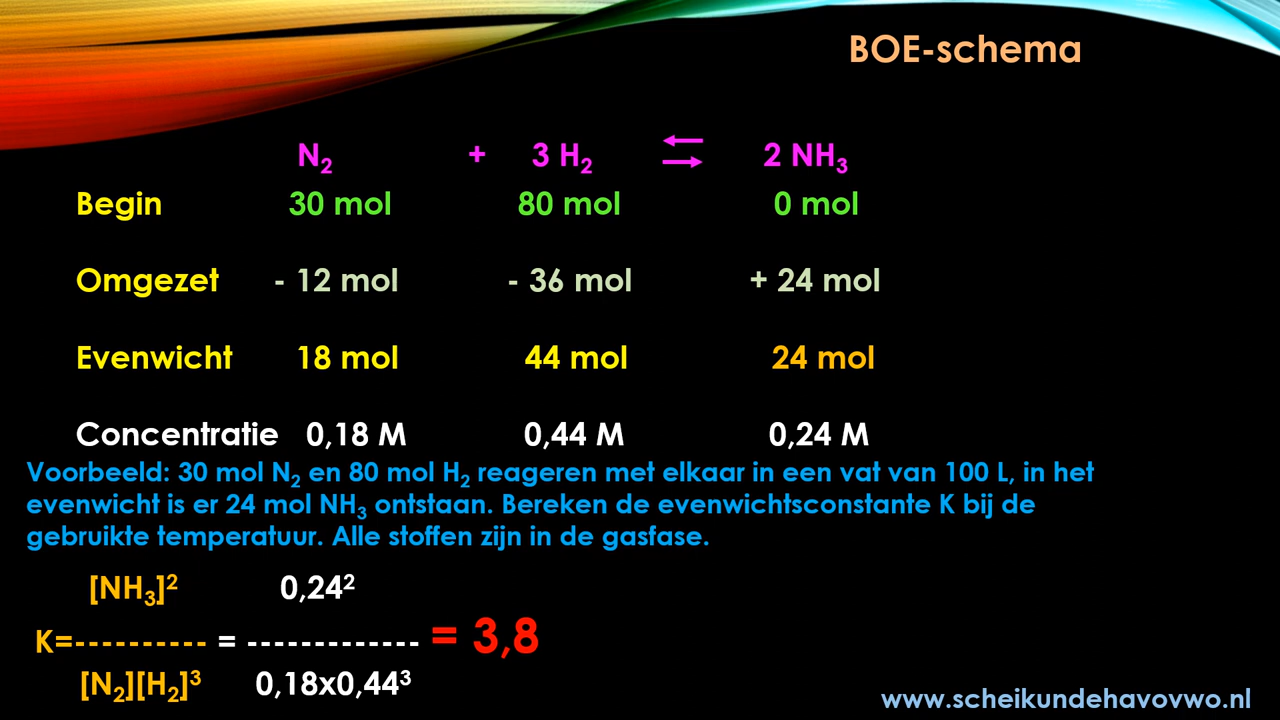 BOE-schema
N₂ + 3 H₂ ⇆ 2 NH₃
Begin 30 mol 80 mol 0 mol
Omgezet - 12 mol - 36 mol + 24 mol
Evenwicht 18 mol 44 mol 24 mol
Concentratie 0,18 M 0,44 M 0,24 M
Voorbeeld: 30 mol N₂ en 80 mol H₂ reageren met elkaar in een vat van 100 L, in het
evenwicht is er 24 mol NH₃ ontstaan. Bereken de evenwichtsconstante K bij de
gebruikte temperatuur. Alle stoffen zijn in de gasfase.
[NH₃]² 0,24²
K=---------- = ------------- = 3,8
[N₂][H₂]³ 0,18x0,44³
www.scheikundehavovwo.nl